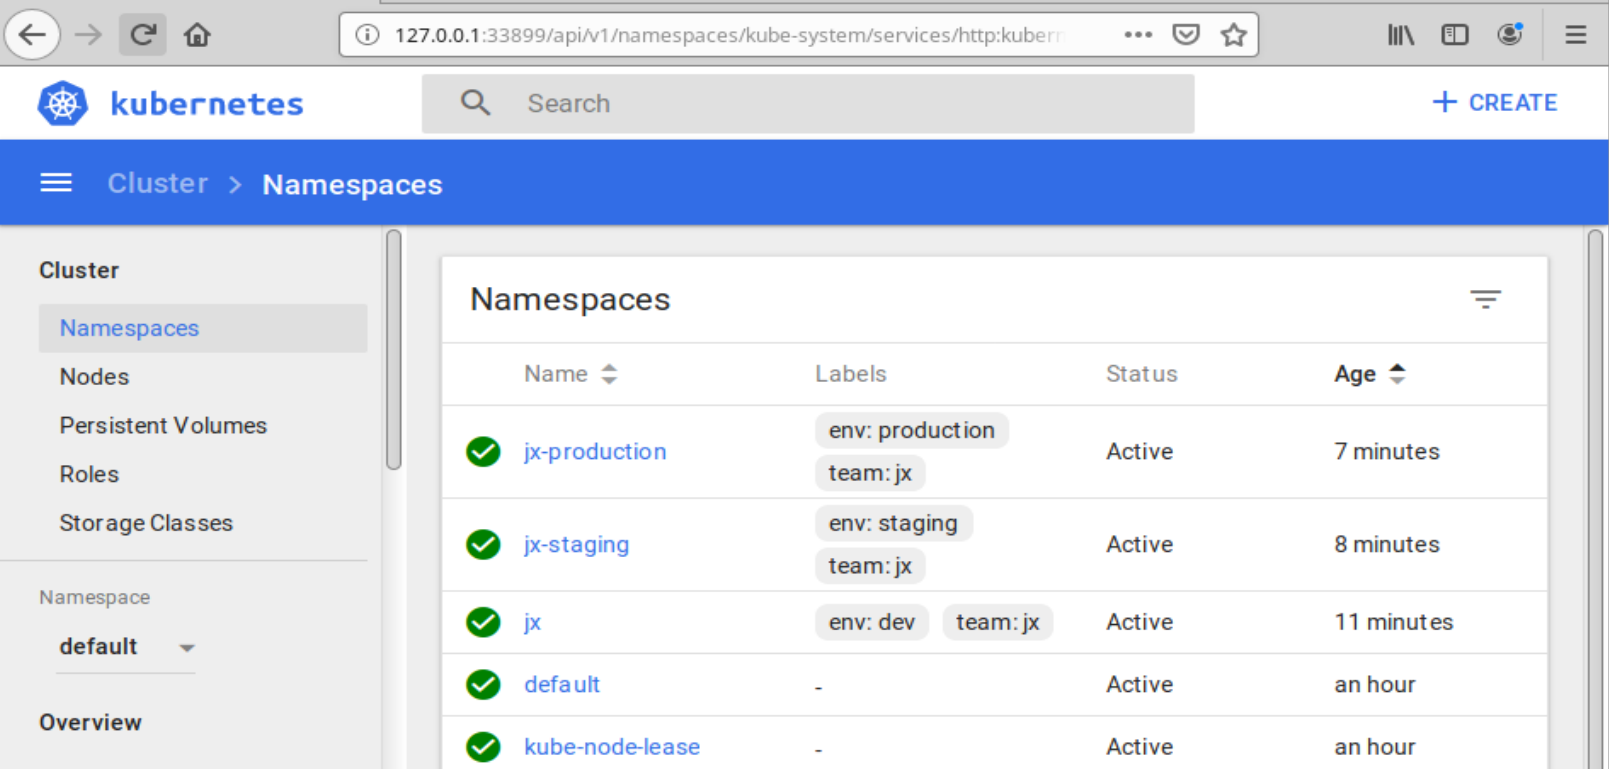 127.0.0.1:33899/api/v1/namespaces/kube-system/services/http:kubern
kubernetes
Search
+ CREATE
Cluster > Namespaces
Cluster
Namespaces
Nodes
Persistent Volumes
Roles
Storage Classes
Namespace
default
Overview
Namespaces
Name Labels Status Age
jx-production env: production team: jx Active 7 minutes
jx-staging env: staging team: jx Active 8 minutes
jx env: dev team: jx Active 11 minutes
default - Active an hour
kube-node-lease - Active an hour